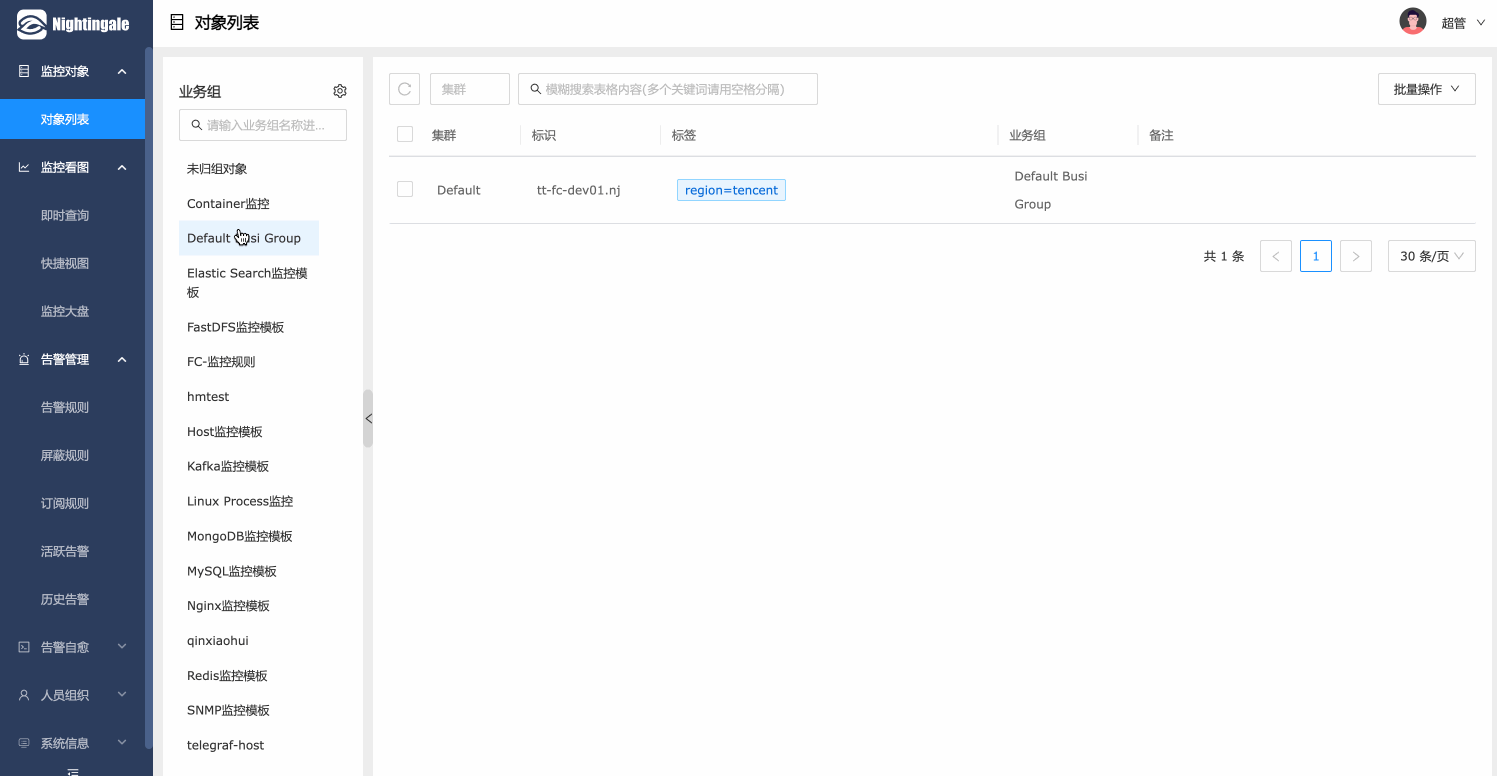 Nightingale
监控对象
对象列表
监控看图
即时查询
快捷视图
监控大盘
告警管理
告警规则
屏蔽规则
订阅规则
活跃告警
历史告警
告警自愈
人员组织
系统信息
对象列表
超管
业务组
请输入业务组名称进...
未归组对象
Container监控
Default Busi Group
Elastic Search监控模
板
FastDFS监控模板
FC-监控规则
hmtest
Host监控模板
Kafka监控模板
Linux Process监控
MongoDB监控模板
MySQL监控模板
Nginx监控模板
qinxiaohui
Redis监控模板
SNMP监控模板
telegraf-host
集群 模糊搜索表格内容(多个关键词请用空格分隔) 批量操作
集群 标识 标签 业务组 备注
Default tt-fc-dev01.nj region=tencent Default Busi
Group
共 1 条 < 1 > 30 条/页